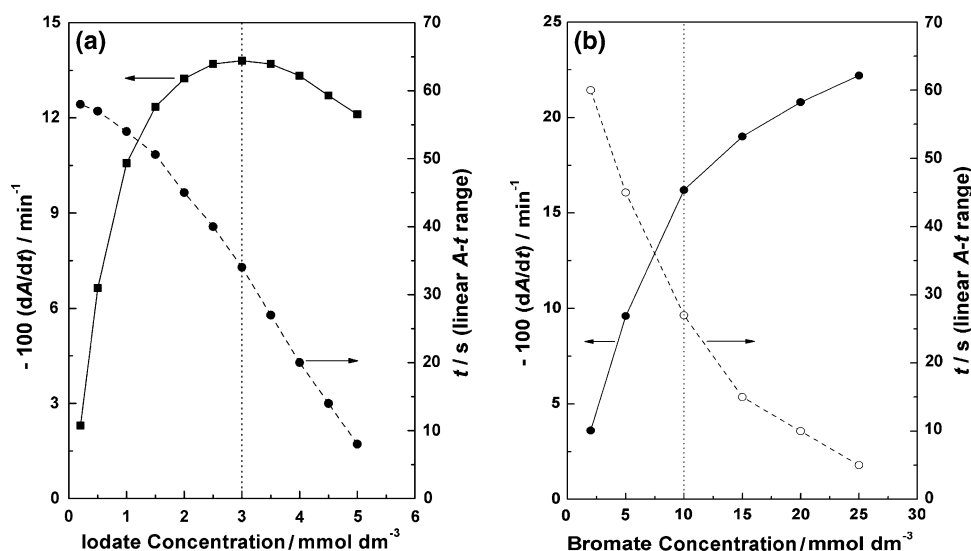 (a)
15
12
9
6
3
0
- 100 (dA/dt) / min⁻¹
70
60
50
40
30
20
10
0
t / s (linear A-t range)
0 1 2 3 4 5 6
Iodate Concentration / mmol dm⁻³
(b)
25
20
15
10
5
0
- 100 (dA/dt) / min⁻¹
70
60
50
40
30
20
10
0
t / s (linear A-t range)
0 5 10 15 20 25 30
Bromate Concentration / mmol dm⁻³